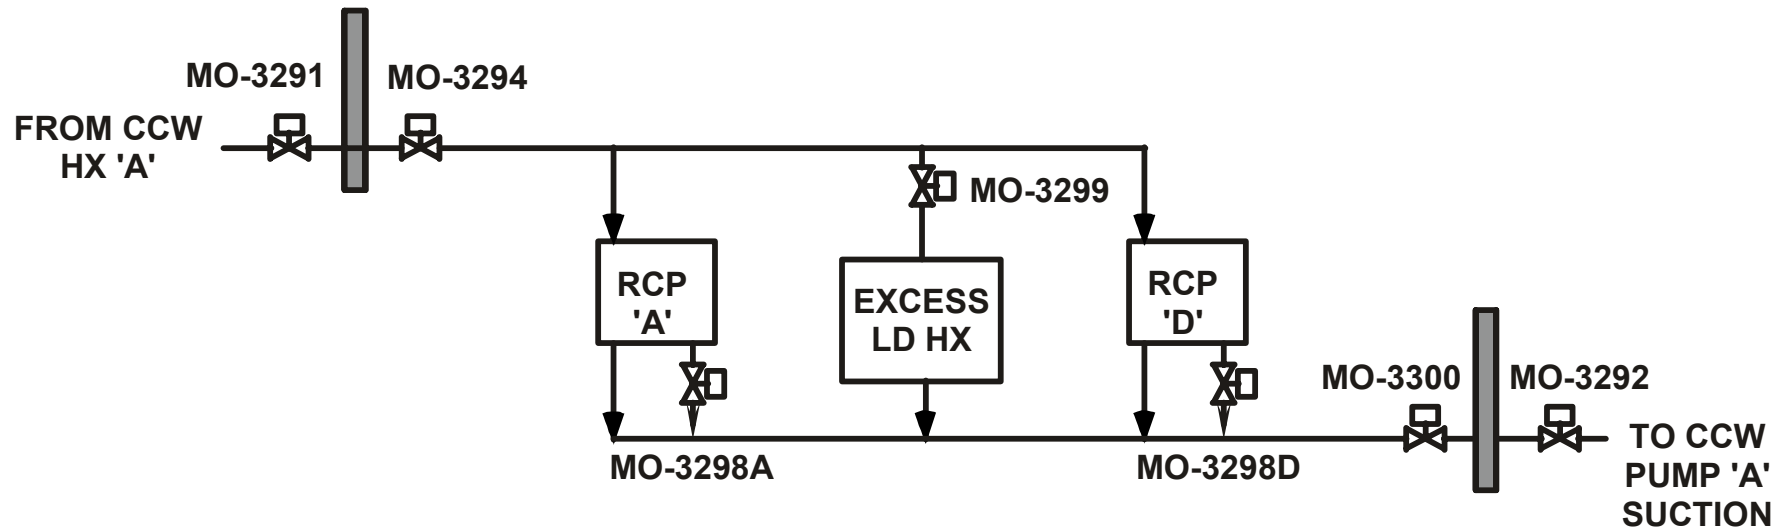 MO-3291
MO-3294
FROM CCW
HX 'A'
MO-3299
RCP
'A'
EXCESS
LD HX
RCP
'D'
MO-3300
MO-3292
MO-3298A
MO-3298D
TO CCW
PUMP 'A'
SUCTION